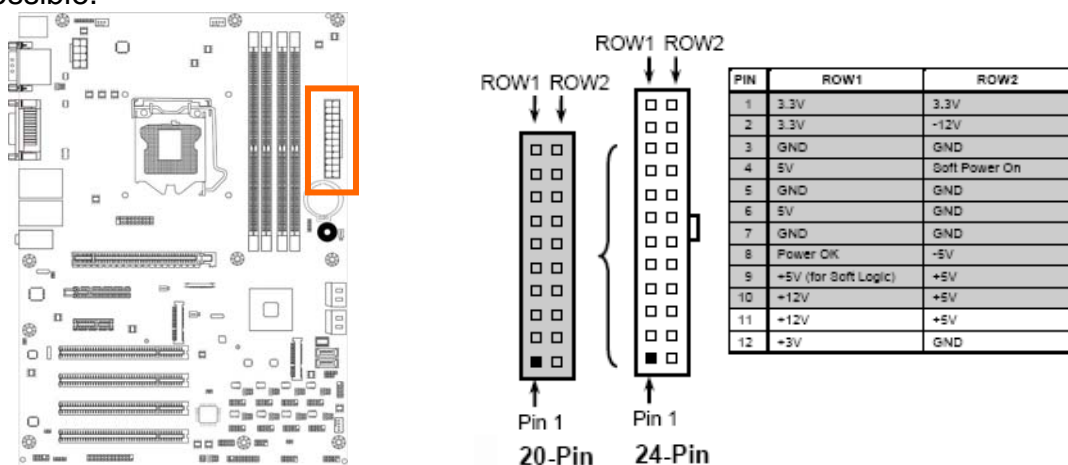 possible.
ROW1 ROW2
ROW1 ROW2
Pin 1
Pin 1
20-Pin
24-Pin
PIN ROW1 ROW2
1 3.3V 3.3V
2 3.3V -12V
3 GND GND
4 5V Soft Power On
5 GND GND
6 5V GND
7 GND GND
8 Power OK -5V
9 +5V (for Soft Logic) +5V
10 +12V +5V
11 +12V +5V
12 +3V GND